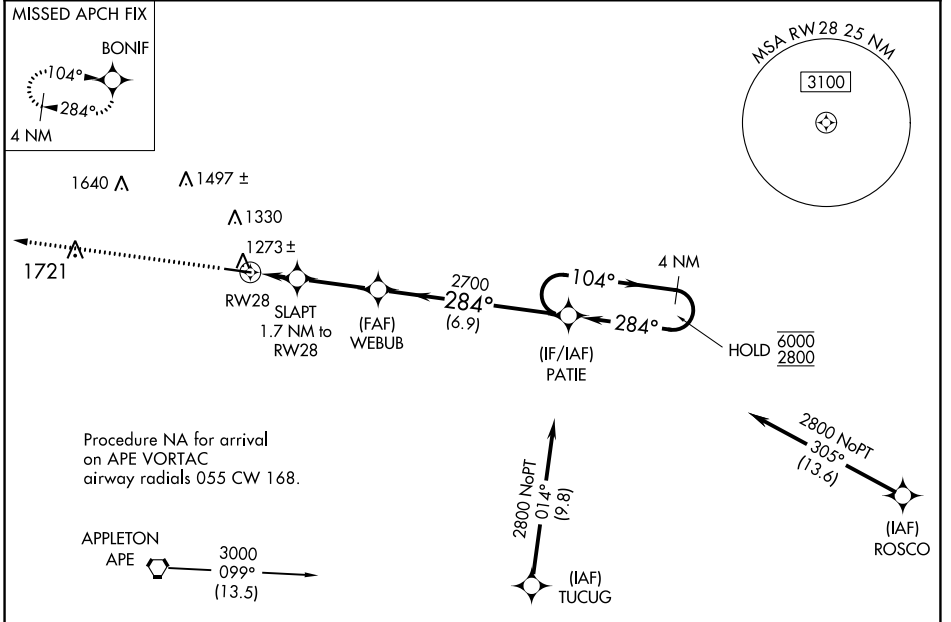 MISSED APCH FIX
BONIF
104°
284°
4 NM
MSA RW 28 25 NM
3100
1640
1497 ±
1330
1273 ±
1721
RW28
SLAPT
1.7 NM to
RW28
(FAF)
WEBUB
2700
284°
(6.9)
104°
4 NM
284°
(IF/IAF)
PATIE
HOLD
6000
2800
Procedure NA for arrival
on APE VORTAC
airway radials 055 CW 168.
2800 NoPT
305°
(13.6)
(IAF)
ROSCO
2800 NoPT
014°
(9.8)
(IAF)
TUCUG
APPLETON
APE
3000
099°
(13.5)